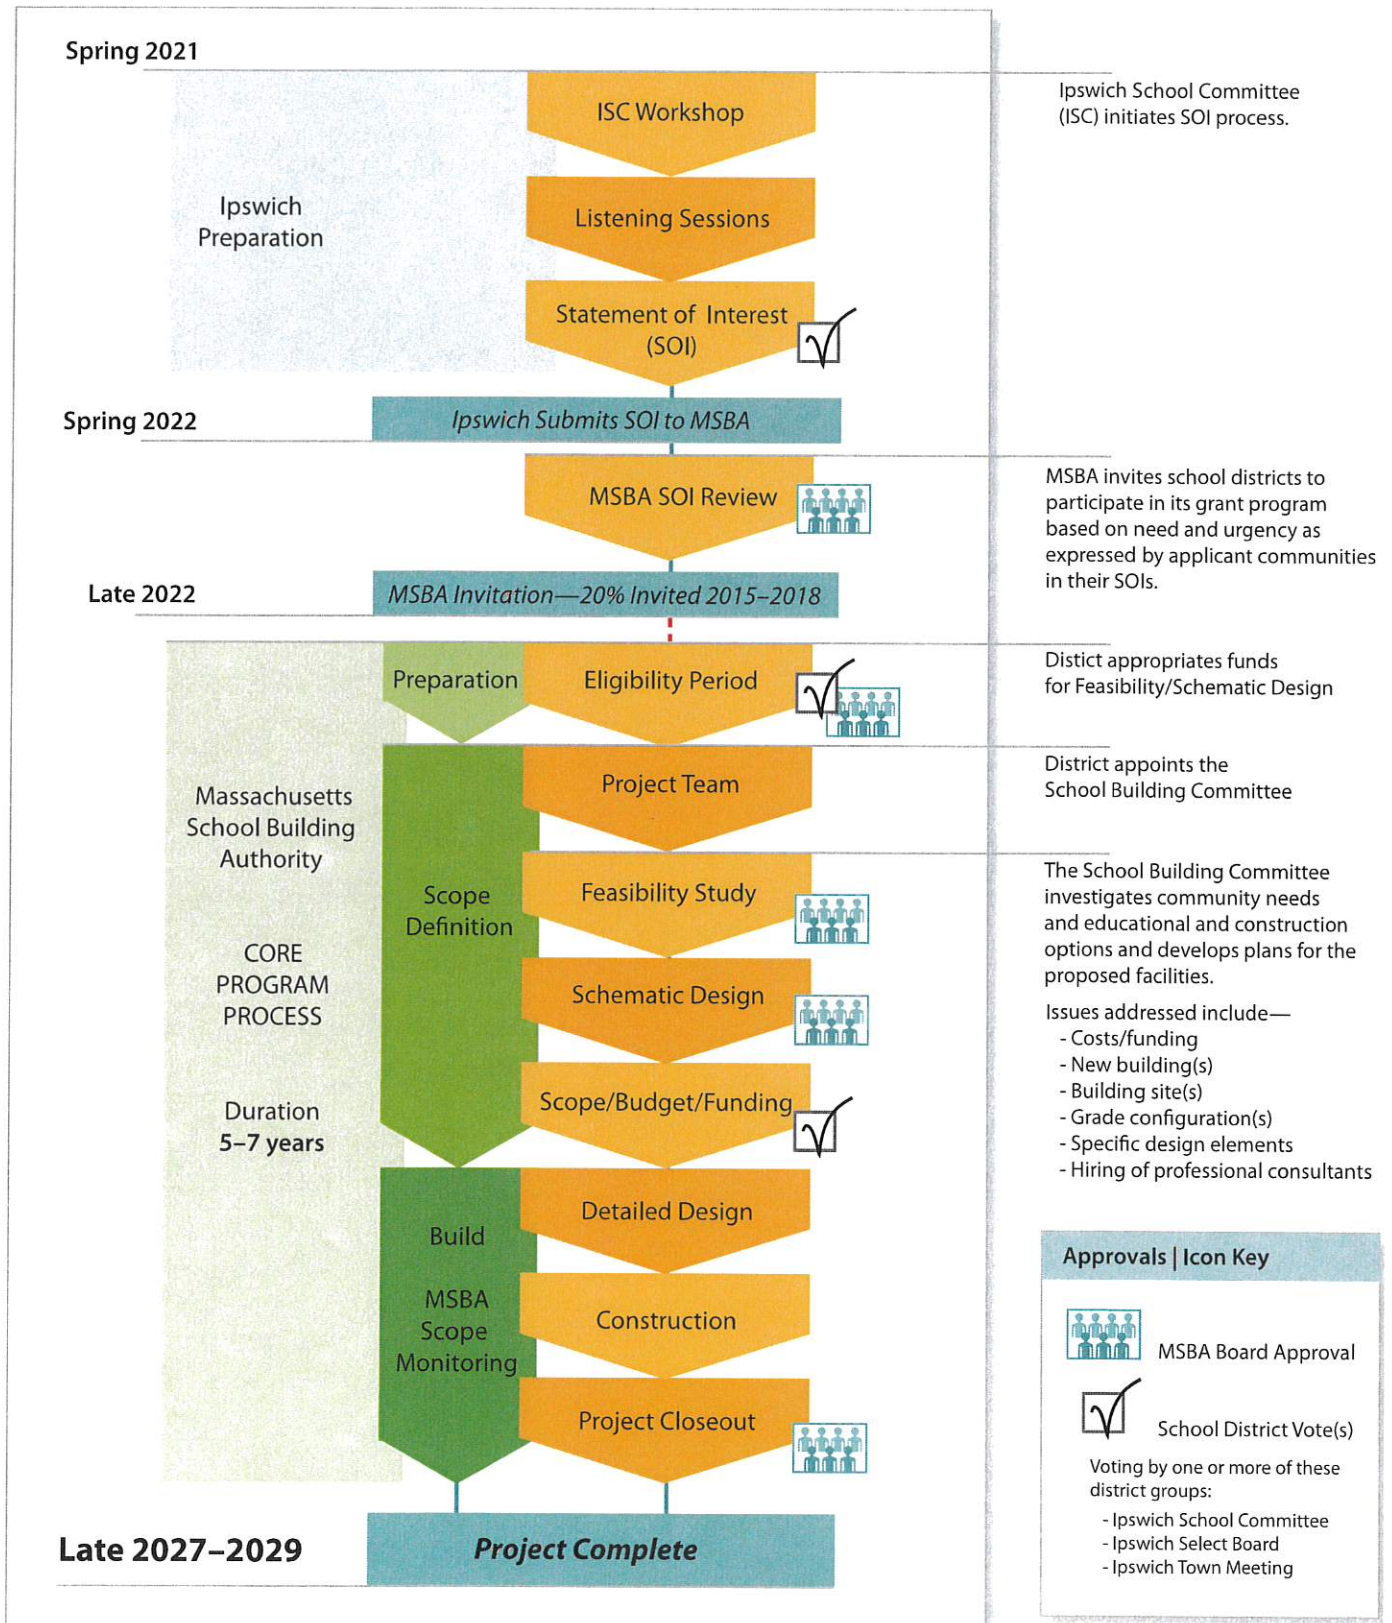 Spring 2021
ISC Workshop
Ipswich School Committee
(ISC) initiates SOI process.
Ipswich
Preparation
Listening Sessions
Statement of Interest
(SOI)
Spring 2022
Ipswich Submits SOI to MSBA
MSBA SOI Review
MSBA invites school districts to
participate in its grant program
based on need and urgency as
expressed by applicant communities
in their SOIs.
Late 2022
MSBA Invitation—20% Invited 2015–2018
Preparation
Eligibility Period
Distict appropriates funds
for Feasibility/Schematic Design
Massachusetts
School Building
Authority
CORE
PROGRAM
PROCESS
Duration
5–7 years
Scope
Definition
Project Team
District appoints the
School Building Committee
Feasibility Study
The School Building Committee
investigates community needs
and educational and construction
options and develops plans for the
proposed facilities.
Issues addressed include—
- Costs/funding
- New building(s)
- Building site(s)
- Grade configuration(s)
- Specific design elements
- Hiring of professional consultants
Schematic Design
Scope/Budget/Funding
Build
MSBA
Scope
Monitoring
Detailed Design
Construction
Project Closeout
Late 2027–2029
Project Complete
Approvals | Icon Key
MSBA Board Approval
School District Vote(s)
Voting by one or more of these
district groups:
- Ipswich School Committee
- Ipswich Select Board
- Ipswich Town Meeting